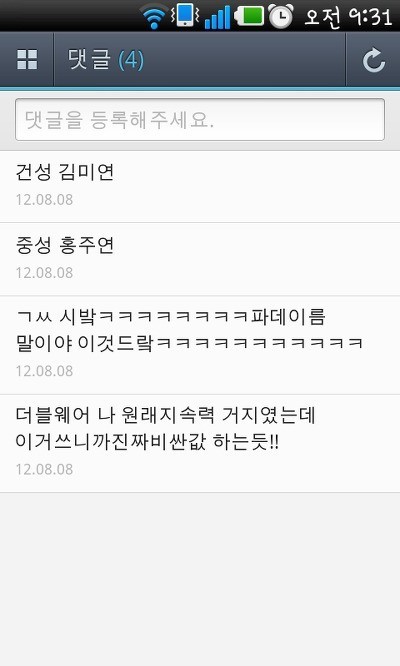 오전 9:31
댓글 (4)
댓글을 등록해주세요.
건성 김미연
12.08.08
중성 홍주연
12.08.08
ㄱㅆ 시밬ㅋㅋㅋㅋㅋㅋㅋㅋ파데이름
말이야 이것드랔ㅋㅋㅋㅋㅋㅋㅋㅋㅋㅋㅋ
12.08.08
더블웨어 나 원래지속력 거지였는데
이거쓰니까진짜비싼값 하는듯!!
12.08.08